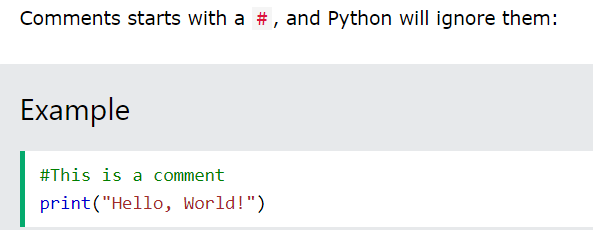 Comments starts with a #, and Python will ignore them:
Example
#This is a comment
print("Hello, World!")